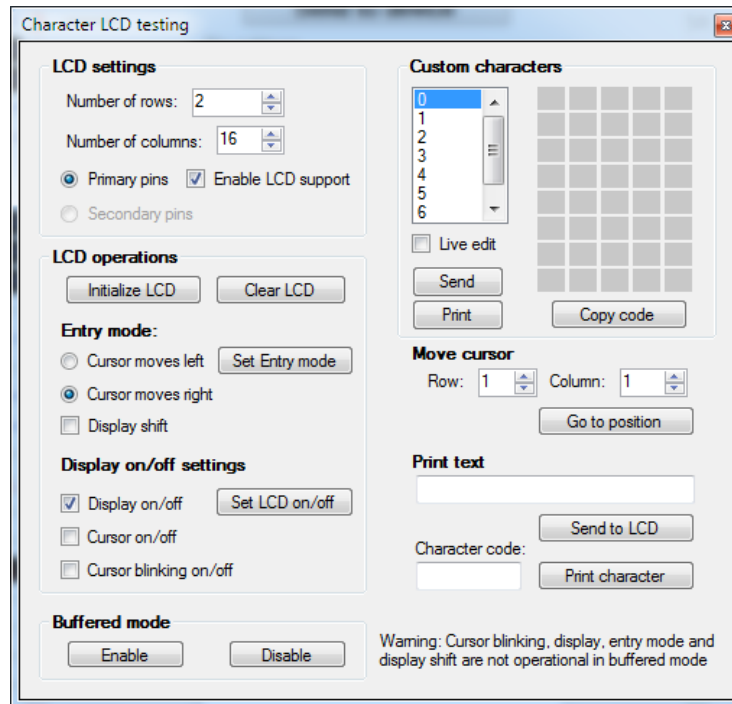 Character LCD testing
LCD settings
Number of rows: 2
Number of columns: 16
Primary pins Enable LCD support
Secondary pins
LCD operations
Initialize LCD Clear LCD
Entry mode:
Cursor moves left Set Entry mode
Cursor moves right
Display shift
Display on/off settings
Display on/off Set LCD on/off
Cursor on/off
Cursor blinking on/off
Buffered mode
Enable Disable
Custom characters
0
1
2
3
4
5
6
Live edit
Send
Print Copy code
Move cursor
Row: 1 Column: 1
Go to position
Print text
Send to LCD
Character code:
Print character
Warning: Cursor blinking, display, entry mode and
display shift are not operational in buffered mode